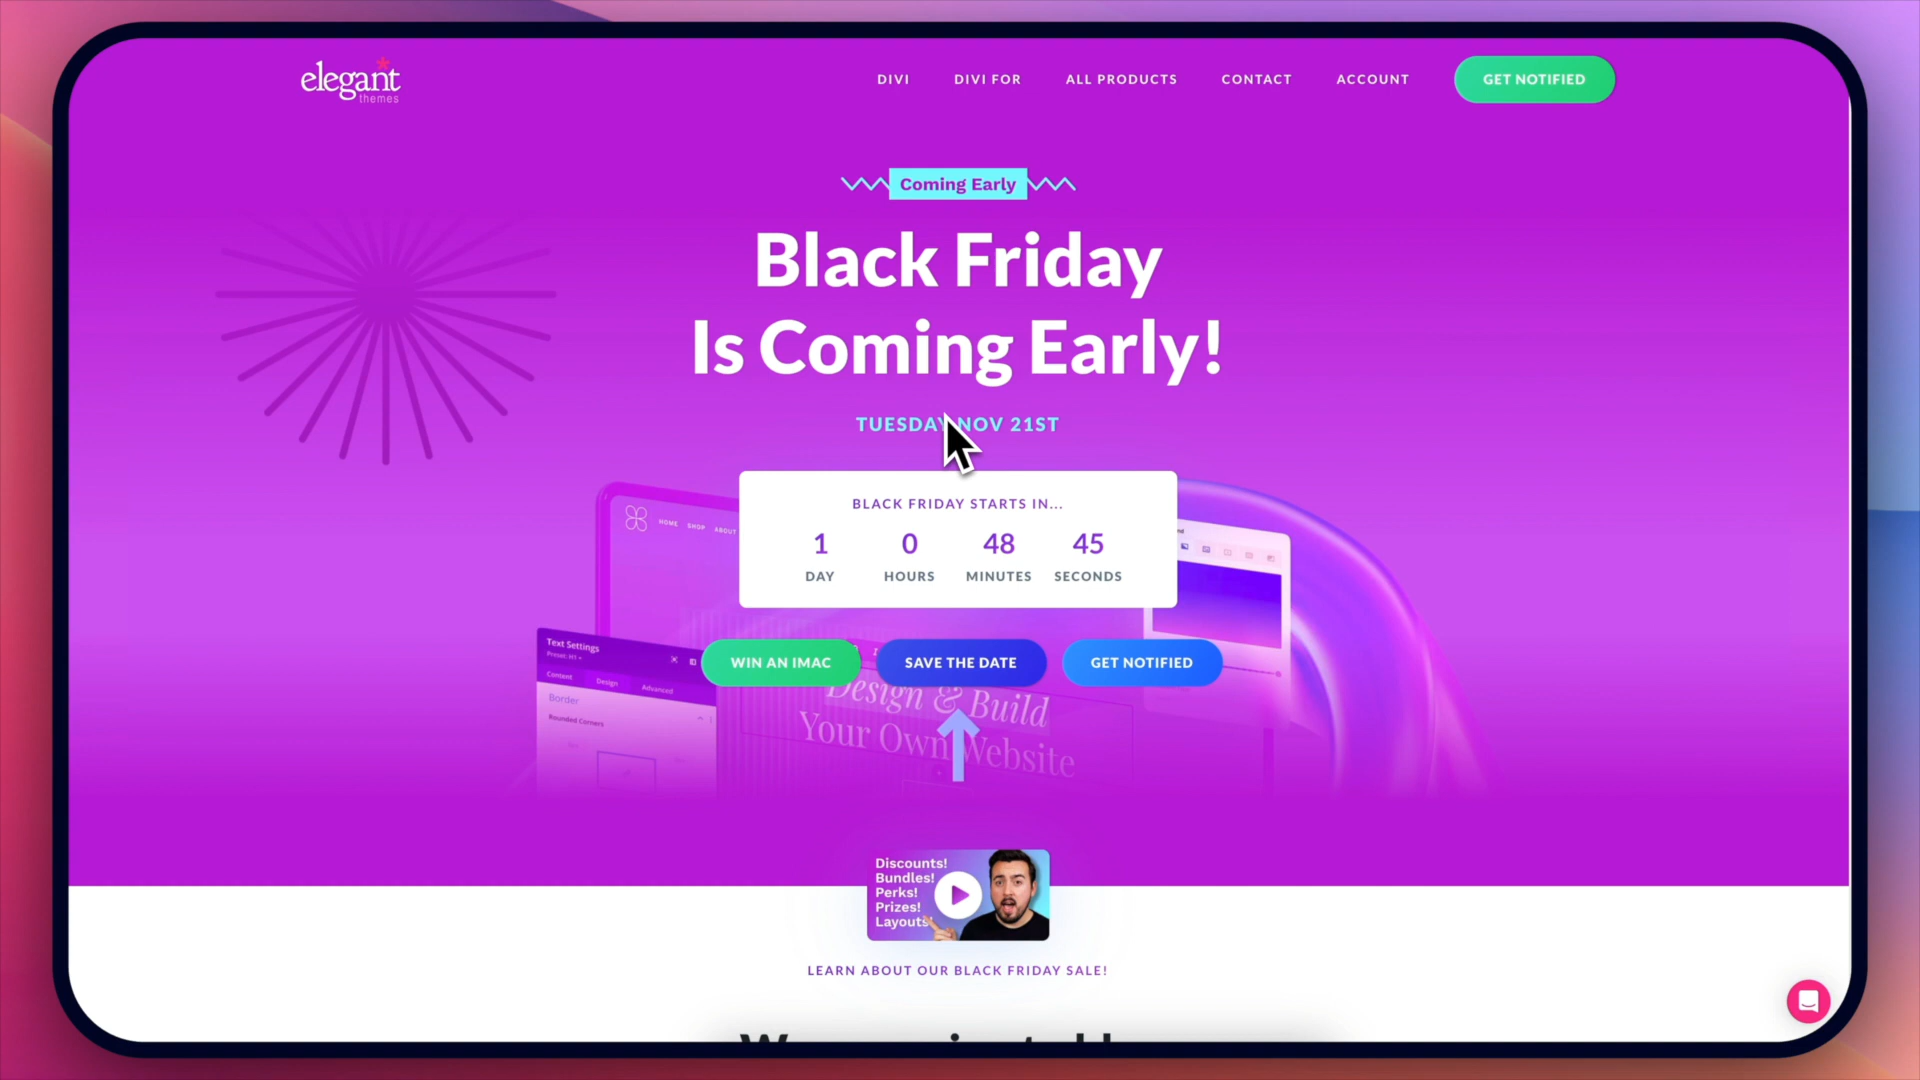 elegant
themes
DIVI
DIVI FOR
ALL PRODUCTS
CONTACT
ACCOUNT
GET NOTIFIED
Coming Early
Black Friday
Is Coming Early!
TUESDAY NOV 21ST
BLACK FRIDAY STARTS IN...
1 0 48 45
DAY HOURS MINUTES SECONDS
HOME SHOP ABOUT
Text Settings
Preset: H1
Content Design Advanced
Border
Rounded Corners
WIN AN IMAC
SAVE THE DATE
GET NOTIFIED
Design & Build
Your Own Website
Discounts!
Bundles!
Perks!
Prizes!
Layouts
LEARN ABOUT OUR BLACK FRIDAY SALE!